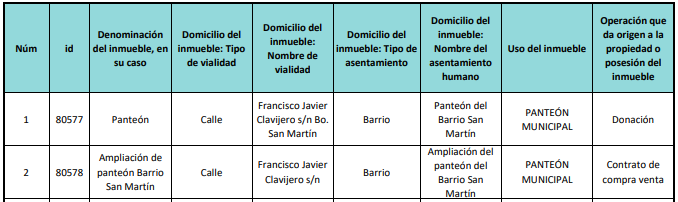 Núm
id
Denominación
del inmueble, en
su caso
Domicilio del
inmueble: Tipo
de vialidad
Domicilio del
inmueble:
Nombre de
vialidad
Domicilio del
inmueble: Tipo de
asentamiento
Domicilio del
inmueble:
Nombre del
asentamiento
humano
Uso del inmueble
Operación que
da origen a la
propiedad o
posesión del
inmueble
1
80577
Panteón
Calle
Francisco Javier
Clavijero s/n Bo.
San Martín
Barrio
Panteón del
Barrio San
Martín
PANTEÓN
MUNICIPAL
Donación
2
80578
Ampliación de
panteón Barrio
San Martín
Calle
Francisco Javier
Clavijero s/n
Barrio
Ampliación del
panteón del
Barrio San
Martín
PANTEÓN
MUNICIPAL
Contrato de
compra venta